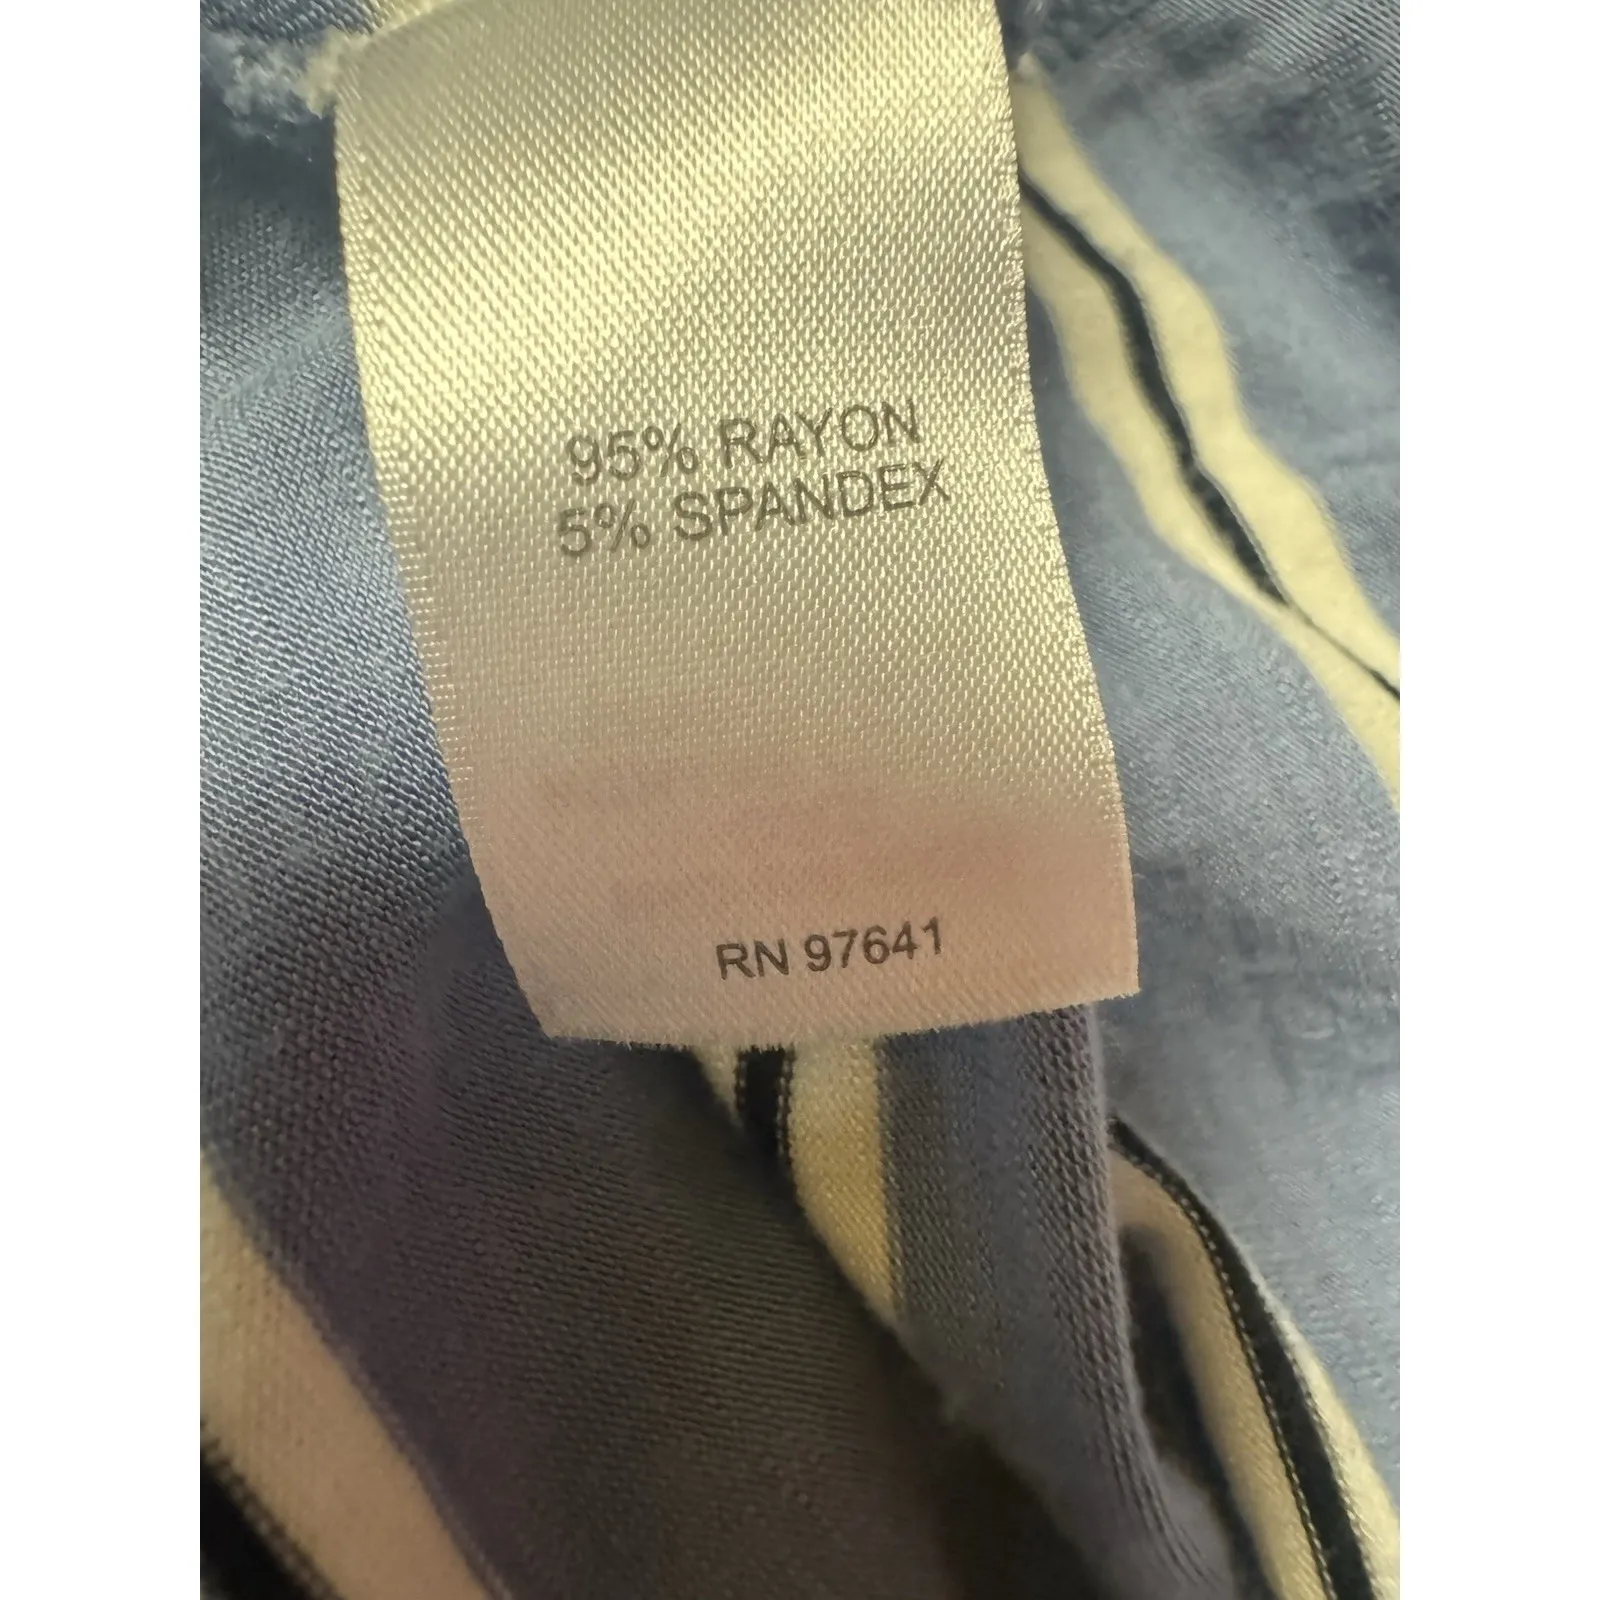 95% RAYON
5% SPANDEX
RN 97641